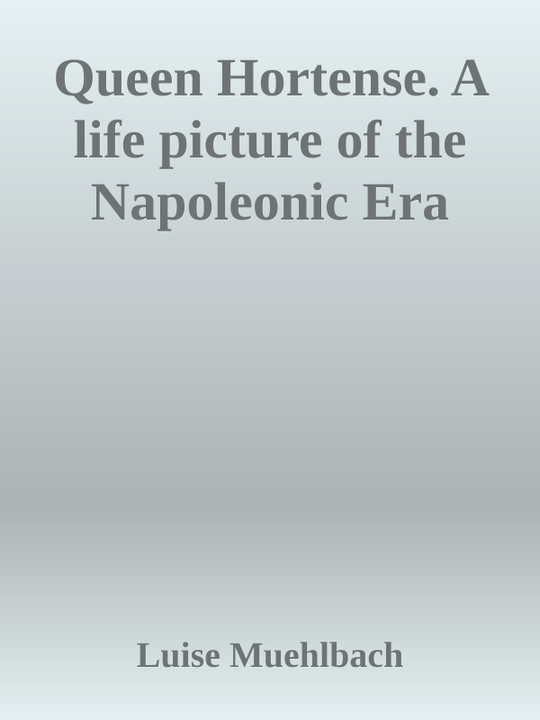 Queen Hortense. A
life picture of the
Napoleonic Era
Luise Muehlbach